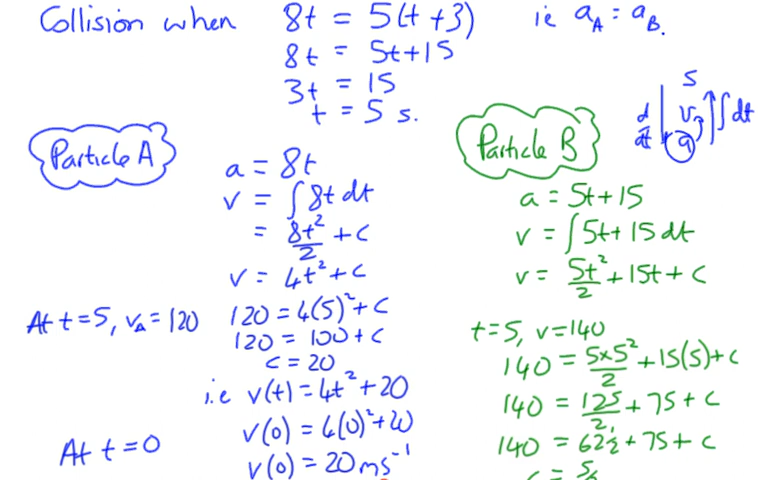 Collision when 8t = 5(t+3) ie a_A = a_B.
8t = 5t+15
3t = 15
t = 5 s.
Particle A
a = 8t
v = ∫ 8t dt
= 8t²/2 + c
v = 4t² + c
At t=5, v_A = 120
120 = 4(5)² + c
120 = 100 + c
c = 20
i.e v(t) = 4t² + 20
At t=0
v(0) = 4(0)² + 20
v(0) = 20 ms⁻¹
Particle B
d/dt s v a ∫dt
a = 5t + 15
v = ∫ 5t + 15 dt
v = 5t²/2 + 15t + c
t=5, v=140
140 = 5×5²/2 + 15(5) + c
140 = 125/2 + 75 + c
140 = 62½ + 75 + c